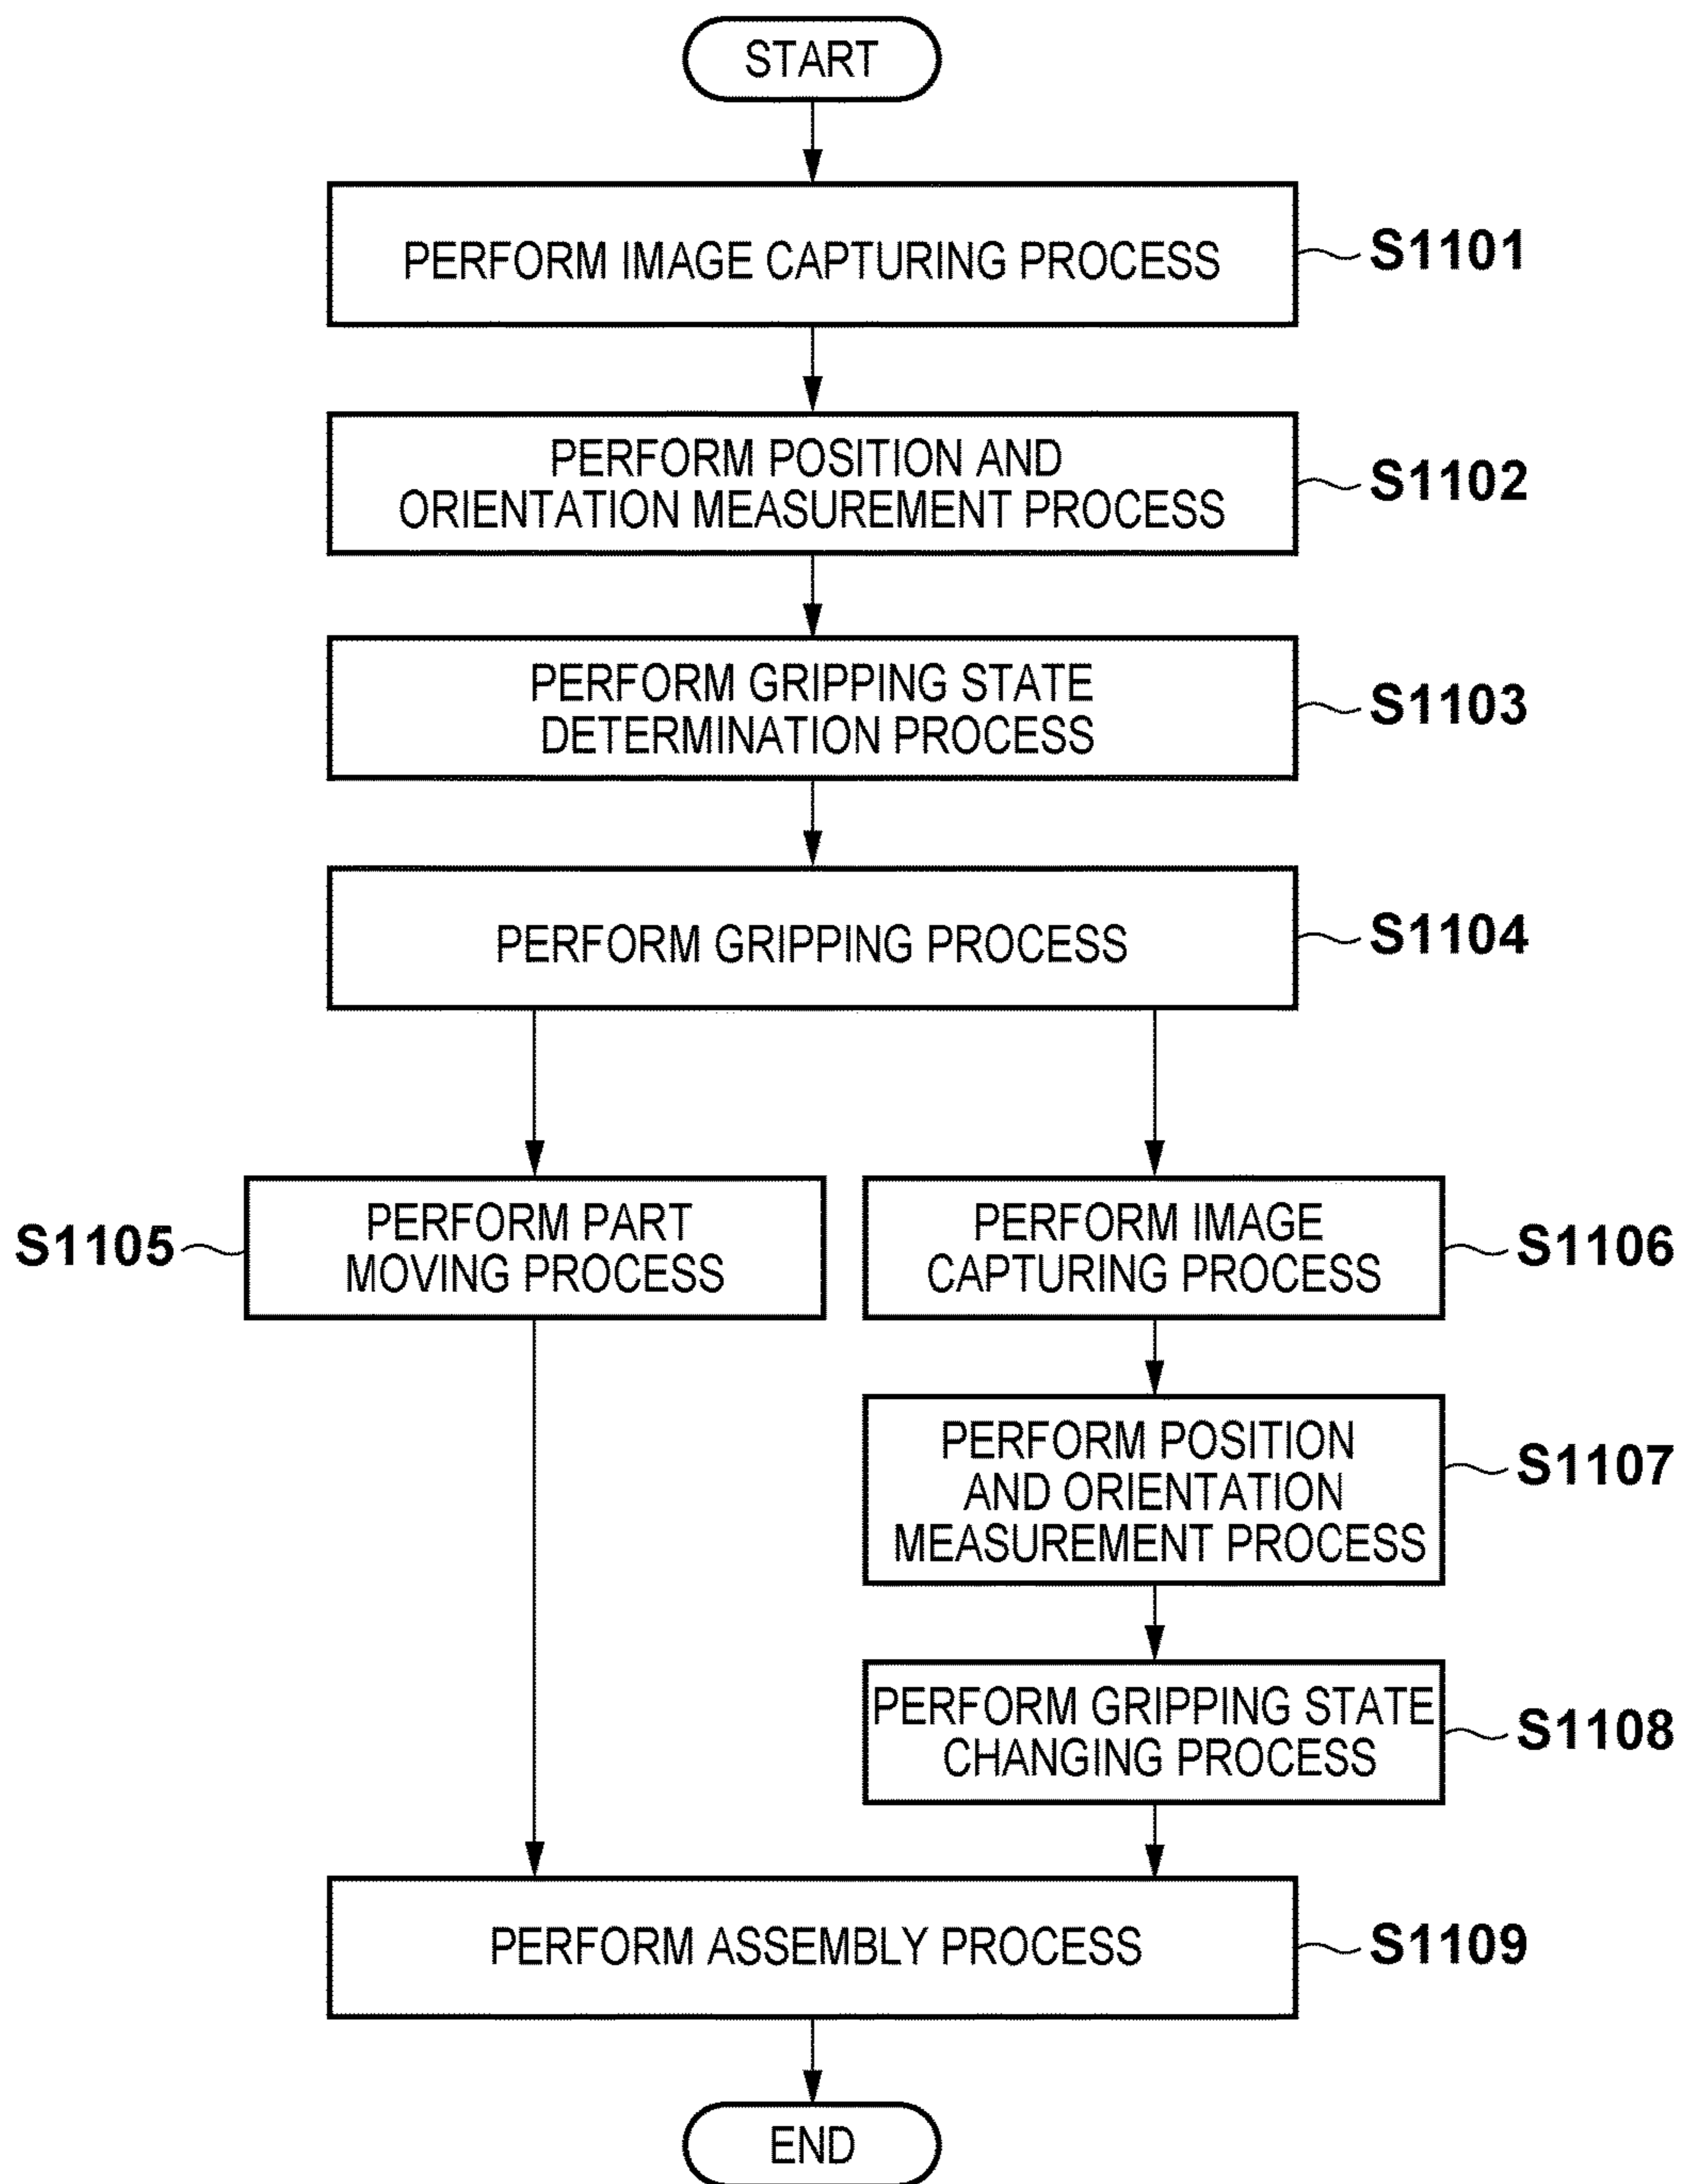 START
PERFORM IMAGE CAPTURING PROCESS
S1101
PERFORM POSITION AND
ORIENTATION MEASUREMENT PROCESS
S1102
PERFORM GRIPPING STATE
DETERMINATION PROCESS
S1103
PERFORM GRIPPING PROCESS
S1104
S1105
PERFORM PART
MOVING PROCESS
PERFORM IMAGE
CAPTURING PROCESS
S1106
PERFORM POSITION
AND ORIENTATION
MEASUREMENT PROCESS
S1107
PERFORM GRIPPING STATE
CHANGING PROCESS
S1108
PERFORM ASSEMBLY PROCESS
S1109
END